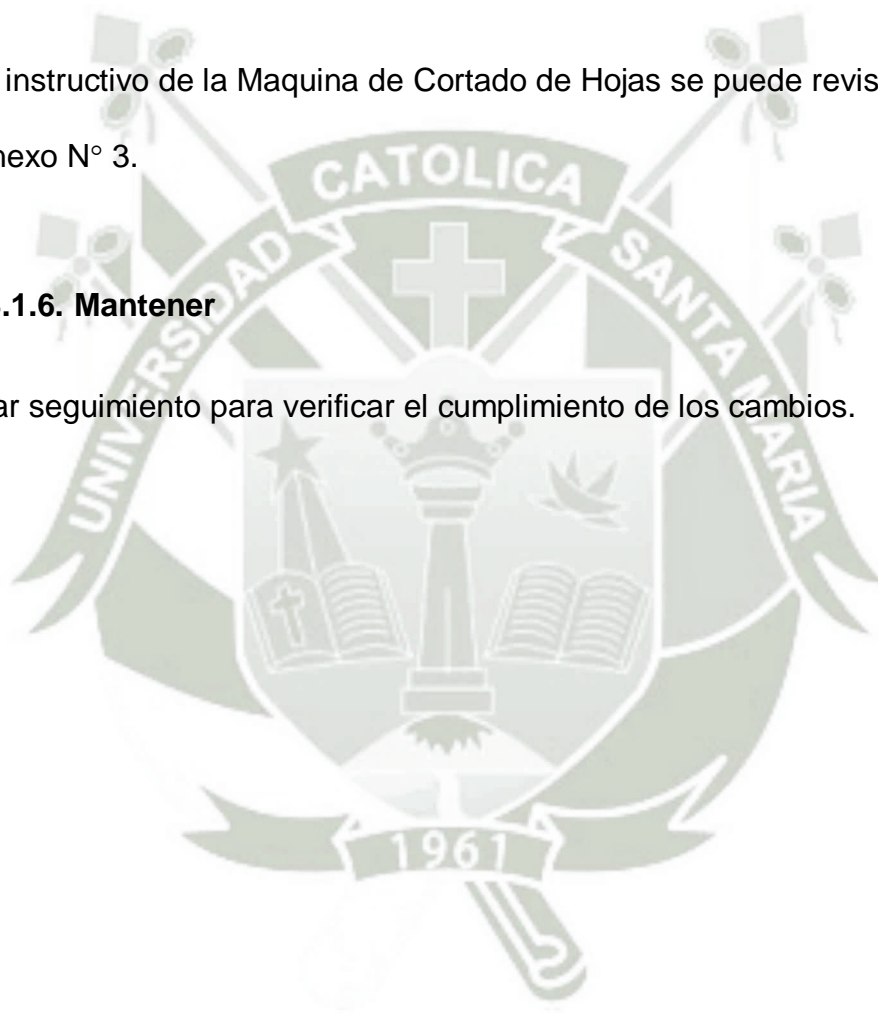 instructivo de la Maquina de Cortado de Hojas se puede revis
nexo N° 3.
.1.6. Mantener
ar seguimiento para verificar el cumplimiento de los cambios.
UNIVERSIDAD CATOLICA SANTA MARIA
1961